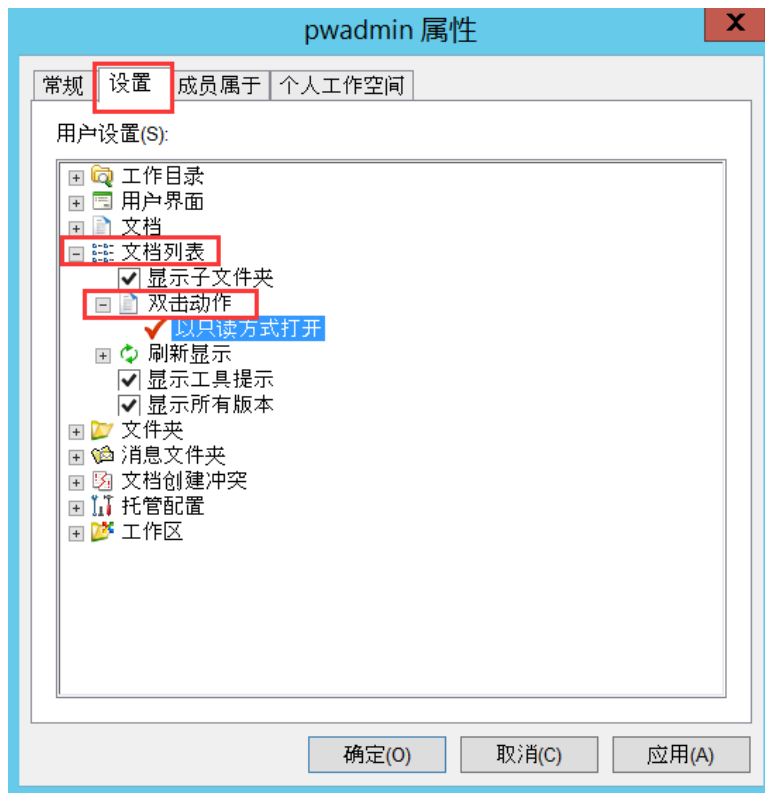 pwadmin 属性
X
常规 设置 成员属于 个人工作空间
用户设置(S):
工作目录
用户界面
文档
文档列表
显示子文件夹
双击动作
以只读方式打开
刷新显示
显示工具提示
显示所有版本
文件夹
消息文件夹
文档创建冲突
托管配置
工作区
确定(O) 取消(C) 应用(A)